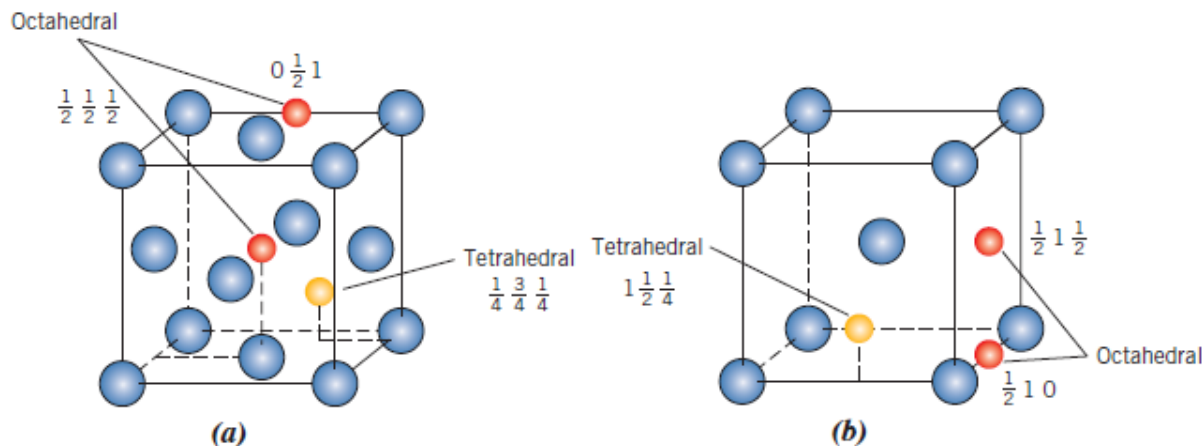 Octahedral
0 1/2 1
1/2 1/2 1/2
Tetrahedral
1/4 3/4 1/4
(a)
Tetrahedral
1 1/2 1/4
1/2 1 1/2
Octahedral
1/2 1 0
(b)